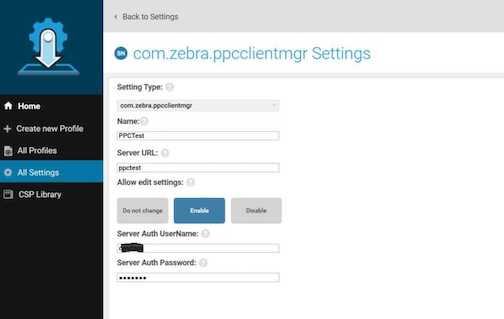 Back to Settings
SN com.zebra.ppcclientmgr Settings
Setting Type: ?
com.zebra.ppcclientmgr
Name: ?
PPCTest
Server URL: ?
ppctest
Allow edit settings: ?
Do not change Enable Disable
Server Auth UserName: ?
Server Auth Password: ?
•••••••
Home
Create new Profile
All Profiles
All Settings
CSP Library